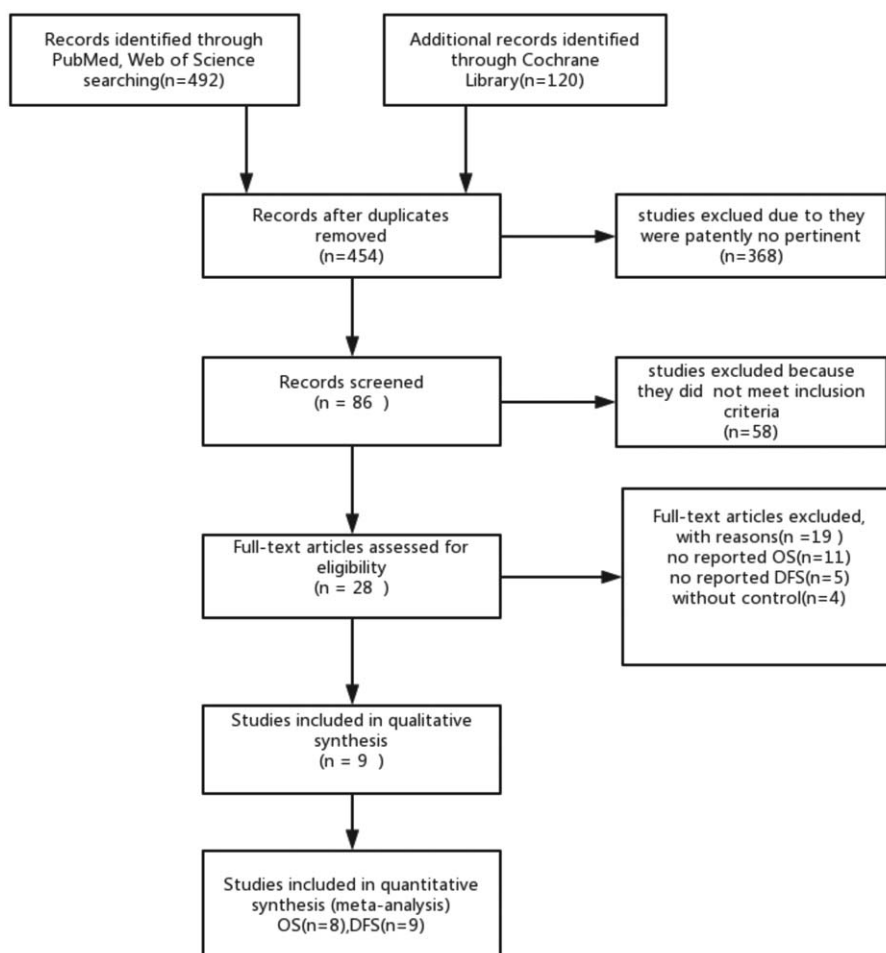 Records identified through
PubMed, Web of Science
searching(n=492)
Additional records identified
through Cochrane
Library(n=120)
Records after duplicates
removed
(n=454)
studies exclued due to they
were patently no pertinent
(n=368)
Records screened
(n = 86 )
studies excluded because
they did not meet inclusion
criteria
(n=58)
Full-text articles assessed for
eligibility
(n = 28 )
Full-text articles excluded,
with reasons(n =19 )
no reported OS(n=11)
no reported DFS(n=5)
without control(n=4)
Studies included in qualitative
synthesis
(n = 9 )
Studies included in quantitative
synthesis (meta-analysis)
OS(n=8),DFS(n=9)